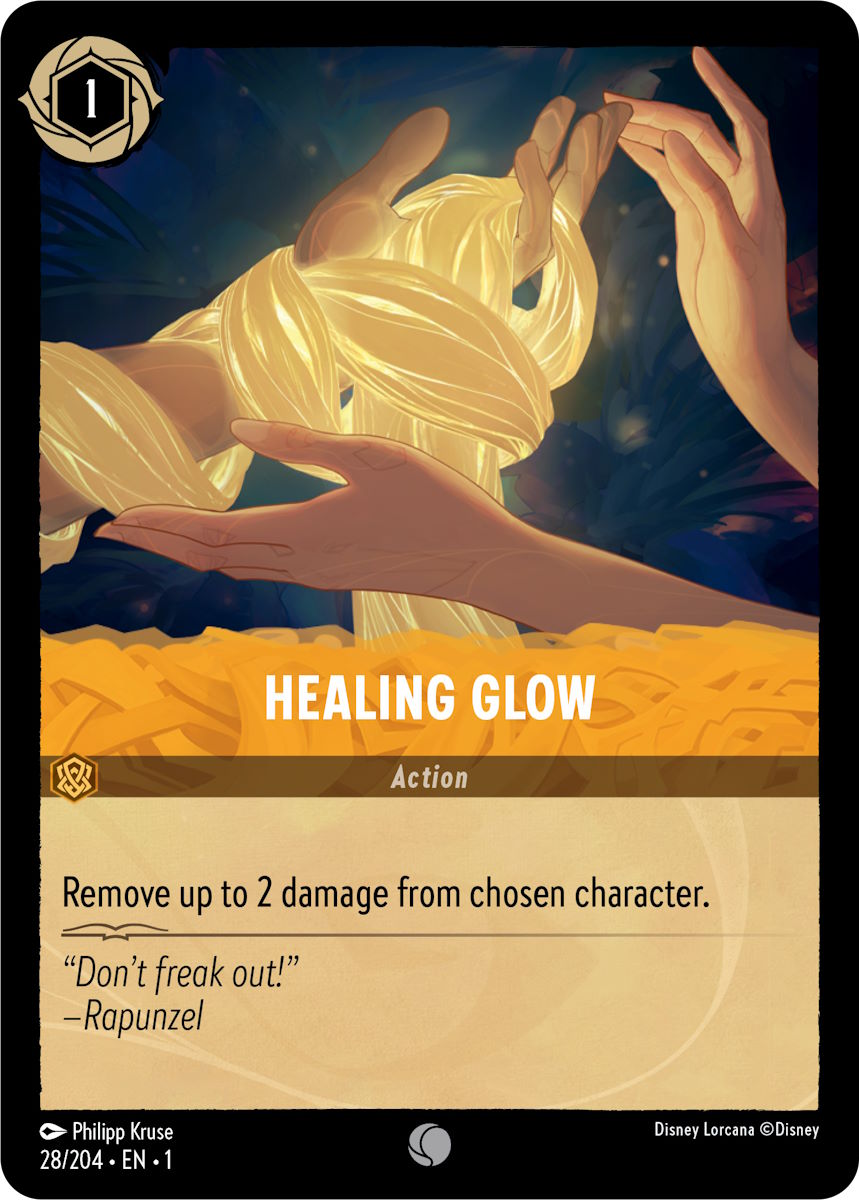 1
HEALING GLOW
Action
Remove up to 2 damage from chosen character.
“Don’t freak out!”
–Rapunzel
Philipp Kruse
Disney Lorcana ©Disney
28/204 • EN • 1